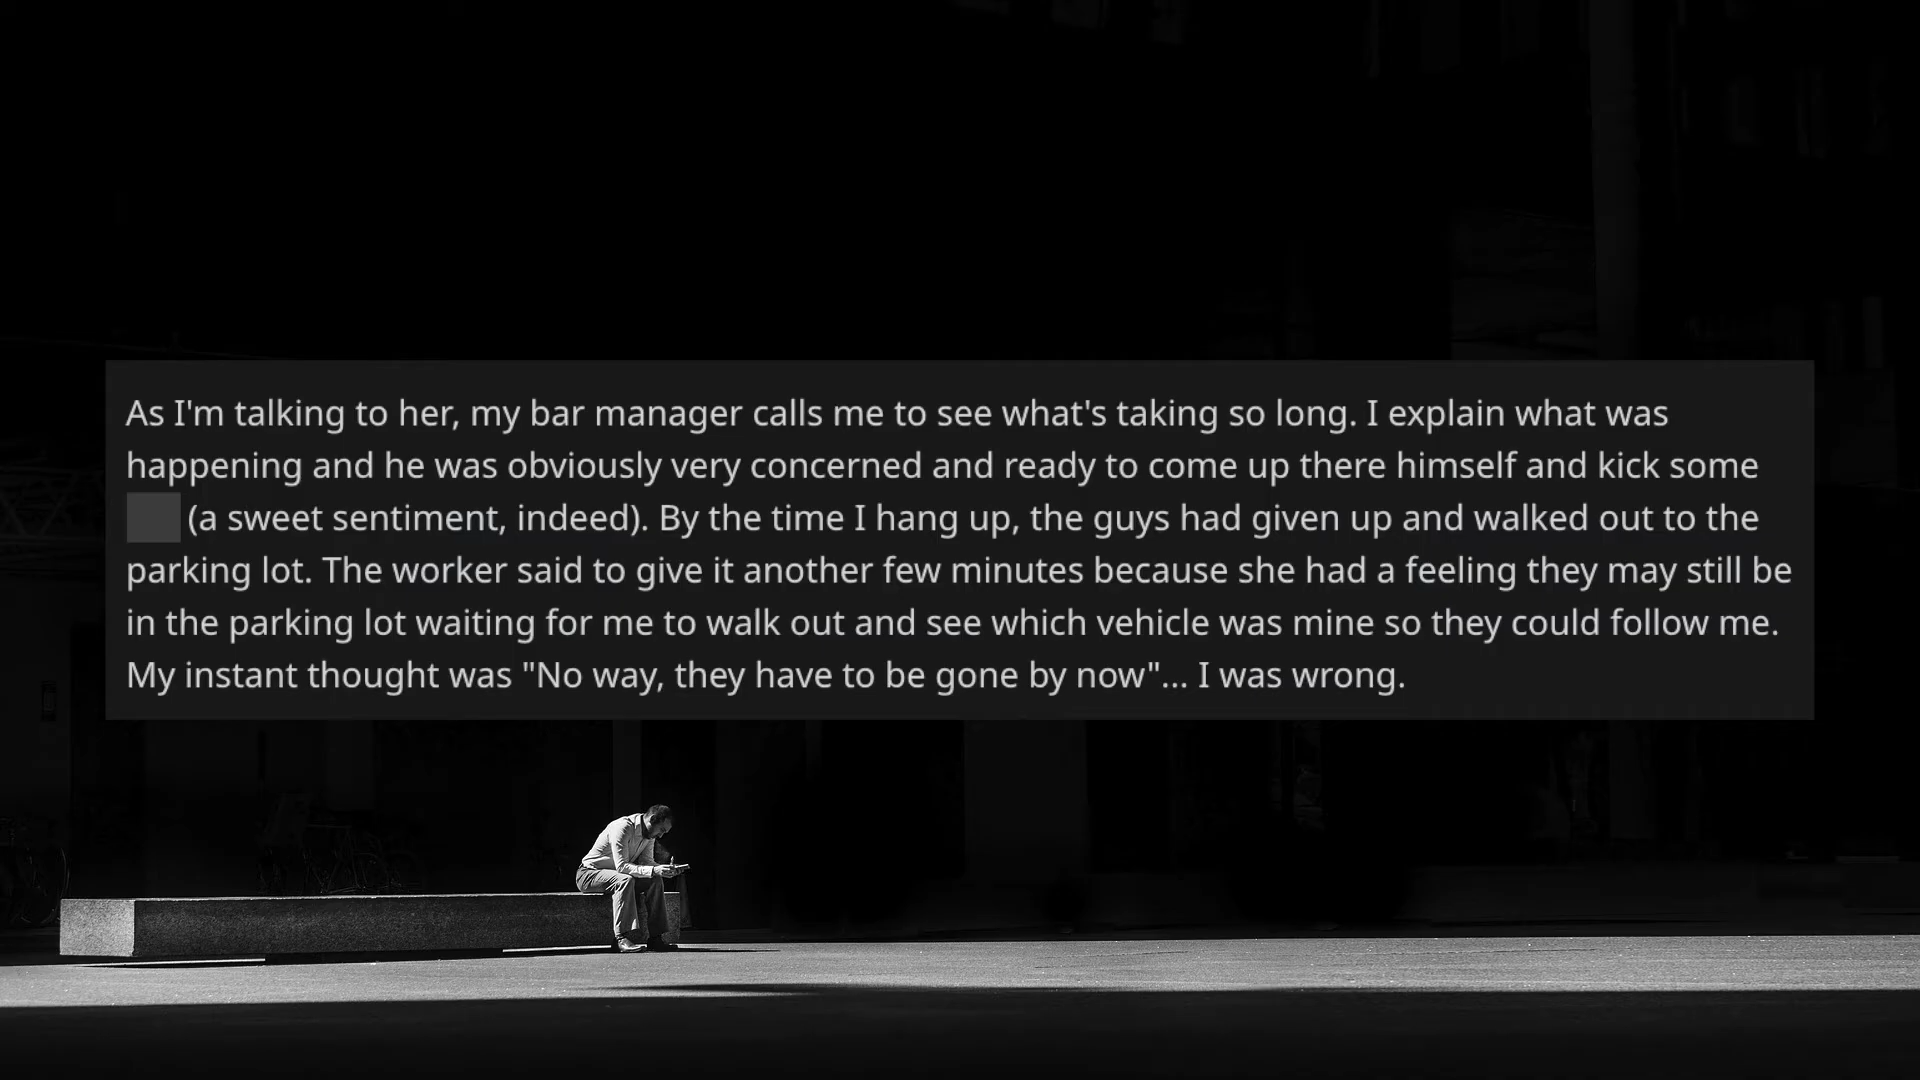 As I'm talking to her, my bar manager calls me to see what's taking so long. I explain what was
happening and he was obviously very concerned and ready to come up there himself and kick some
(a sweet sentiment, indeed). By the time I hang up, the guys had given up and walked out to the
parking lot. The worker said to give it another few minutes because she had a feeling they may still be
in the parking lot waiting for me to walk out and see which vehicle was mine so they could follow me.
My instant thought was "No way, they have to be gone by now"... I was wrong.